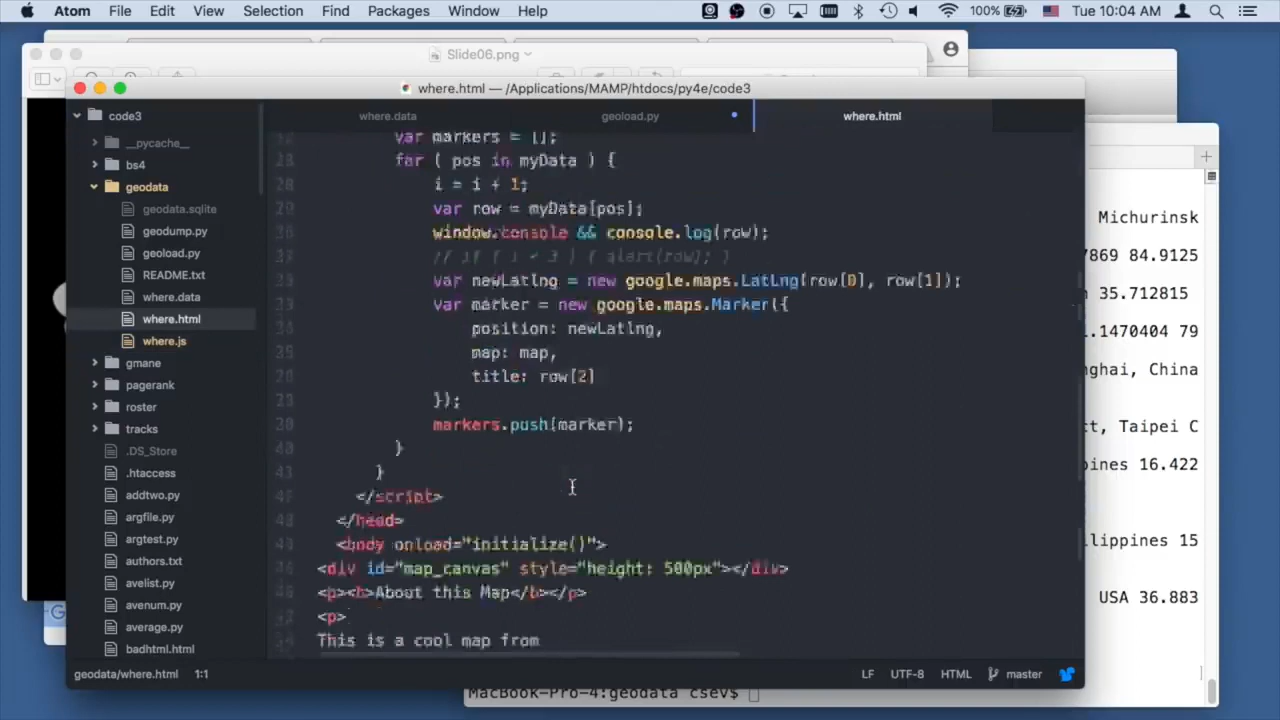 Atom File Edit View Selection Find Packages Window Help 100% Tue 10:04 AM
Slide06.png
where.html — /Applications/MAMP/htdocs/py4e/code3
code3
where.data geoload.py where.html
__pycache__
bs4
geodata
geodata.sqlite
geodump.py
geoload.py
README.txt
where.data
where.html
where.js
gmane
pagerank
roster
tracks
.DS_Store
.htaccess
addtwo.py
argfile.py
argtest.py
authors.txt
avelist.py
avenum.py
average.py
badhtml.html
var markers = [];
for ( pos in myData ) {
i = i + 1;
var row = myData[pos];
window.console && console.log(row);
// if ( i < 3 ) { alert(row); }
var newLatlng = new google.maps.LatLng(row[0], row[1]);
var marker = new google.maps.Marker({
position: newLatlng,
map: map,
title: row[2]
});
markers.push(marker);
}
}
</script>
</head>
<body onload="initialize()">
<div id="map_canvas" style="height: 500px"></div>
<p><b>About this Map</b></p>
<p>
This is a cool map from
geodata/where.html 1:1 LF UTF-8 HTML master
Michurinsk
7869 84.9125
35.712815
.1470404 79
China
ct, Taipei C
pines 16.422
ilippines 15
USA 36.883
MacBook-Pro-4:geodata csev$